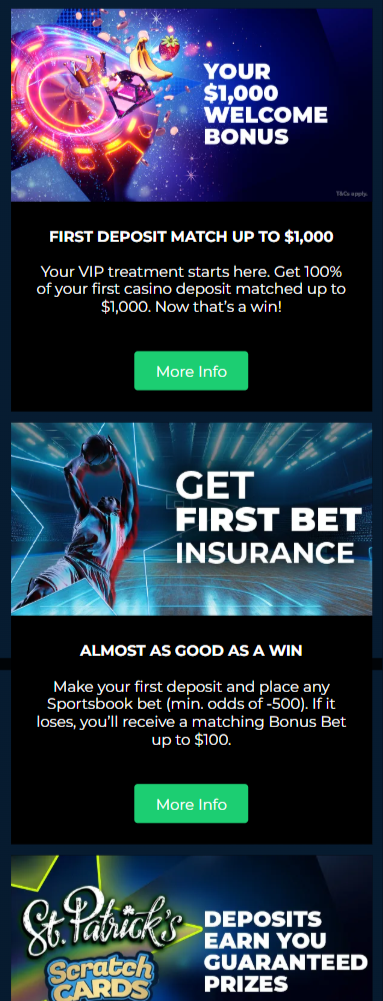 YOUR
$1,000
WELCOME
BONUS
T&Cs apply.
FIRST DEPOSIT MATCH UP TO $1,000
Your VIP treatment starts here. Get 100%
of your first casino deposit matched up to
$1,000. Now that's a win!
More Info
GET
FIRST BET
INSURANCE
ALMOST AS GOOD AS A WIN
Make your first deposit and place any
Sportsbook bet (min. odds of -500). If it
loses, you'll receive a matching Bonus Bet
up to $100.
More Info
St. Patrick's
Scratch
CARDS
DEPOSITS
EARN YOU
GUARANTEED
PRIZES